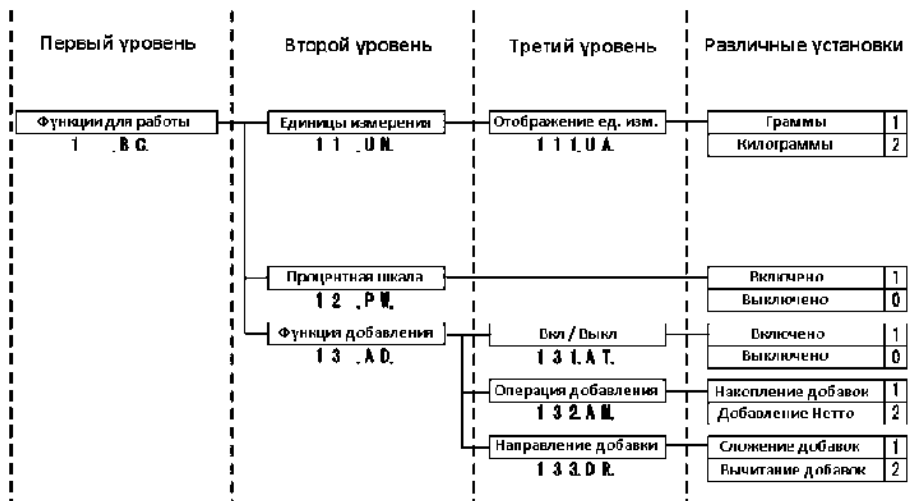 Первый уровень
Второй уровень
Третий уровень
Различные установки
Функции для работы
1 .B C.
Единицы измерения
1 1 .U N.
Отображение ед. изм.
1 1 1.U A.
Граммы 1
Килограммы 2
Процентная шкала
1 2 .P W.
Включено 1
Выключено 0
Функция добавления
1 3 .A D.
Вкл / Выкл
1 3 1.A T.
Включено 1
Выключено 0
Операция добавления
1 3 2.A M.
Накопление добавок 1
Добавление Нетто 2
Направление добавки
1 3 3.D R.
Сложение добавок 1
Вычитание добавок 2